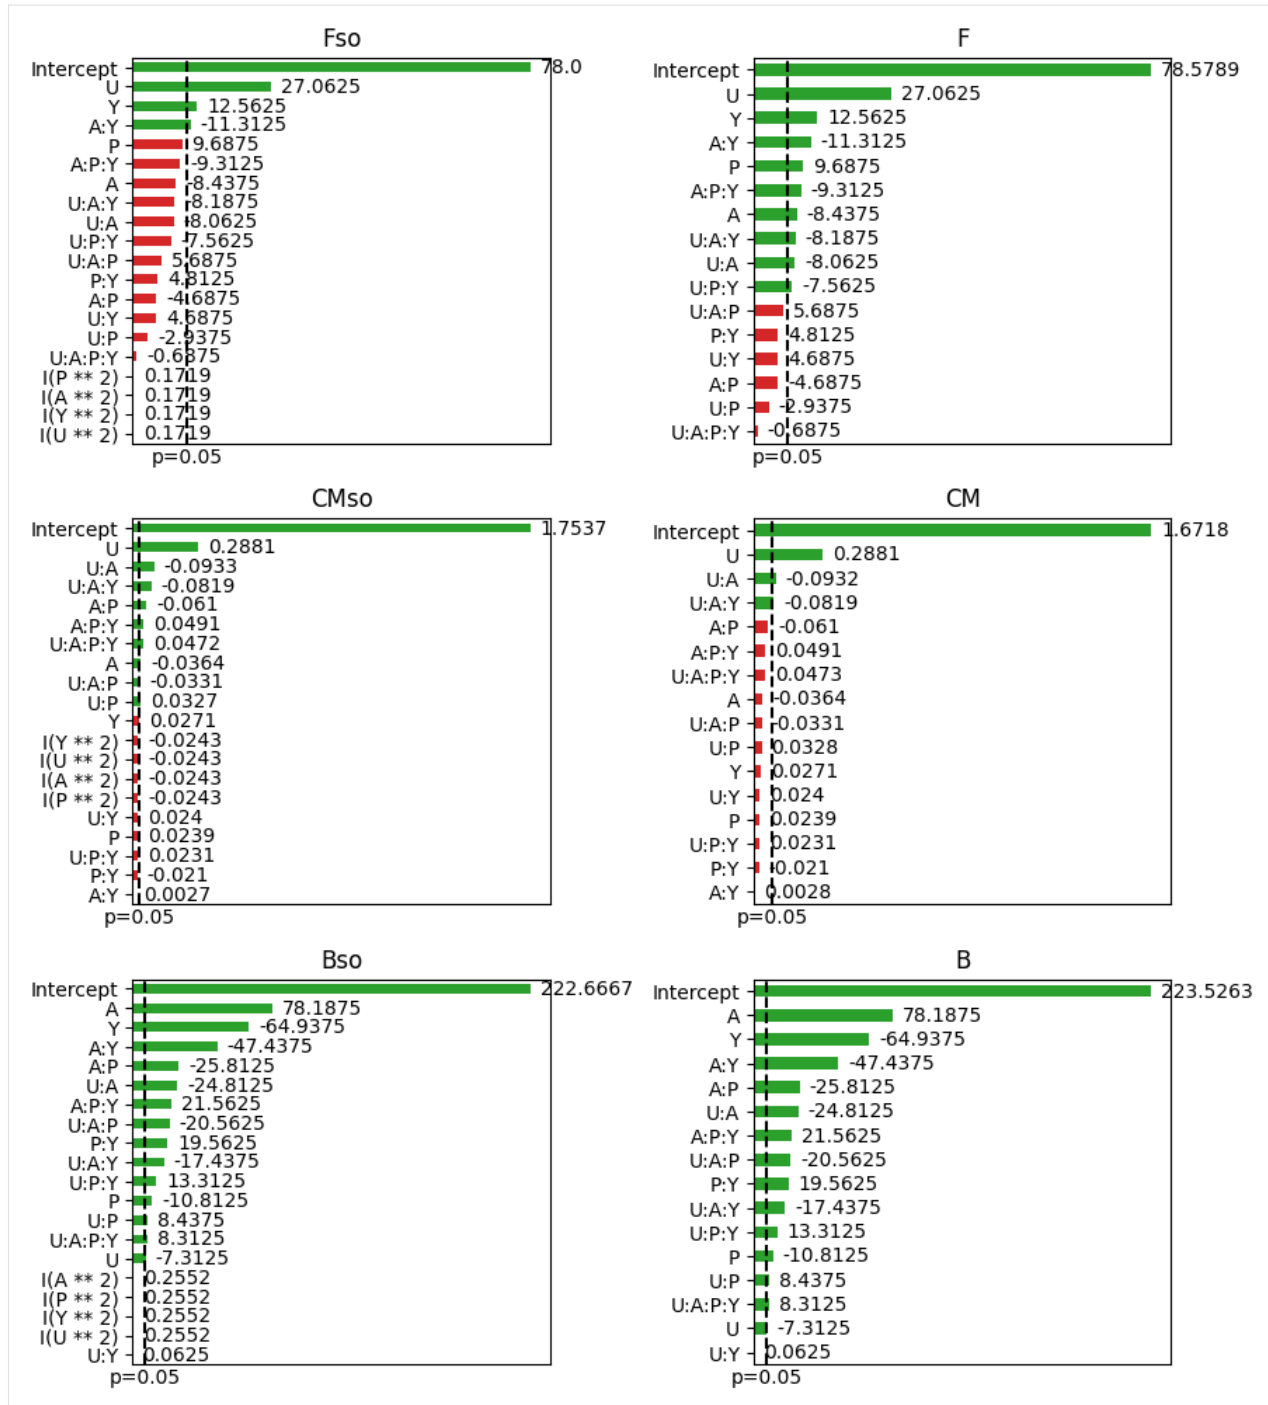 Fso
Intercept 78.0
U 27.0625
Y 12.5625
A:Y -11.3125
P 9.6875
A:P:Y -9.3125
A -8.4375
U:A:Y -8.1875
U:A -8.0625
U:P:Y -7.5625
U:A:P 5.6875
P:Y 4.8125
A:P -4.6875
U:Y 4.6875
U:P -2.9375
U:A:P:Y -0.6875
I(P ** 2) 0.1719
I(A ** 2) 0.1719
I(Y ** 2) 0.1719
I(U ** 2) 0.1719
p=0.05
F
Intercept 78.5789
U 27.0625
Y 12.5625
A:Y -11.3125
P 9.6875
A:P:Y -9.3125
A -8.4375
U:A:Y -8.1875
U:A -8.0625
U:P:Y -7.5625
U:A:P 5.6875
P:Y 4.8125
U:Y 4.6875
A:P -4.6875
U:P -2.9375
U:A:P:Y -0.6875
p=0.05
CMso
Intercept 1.7537
U 0.2881
U:A -0.0933
U:A:Y -0.0819
A:P -0.061
A:P:Y 0.0491
U:A:P:Y 0.0472
A -0.0364
U:A:P -0.0331
U:P 0.0327
Y 0.0271
I(Y ** 2) -0.0243
I(U ** 2) -0.0243
I(A ** 2) -0.0243
I(P ** 2) -0.0243
U:Y 0.024
P 0.0239
U:P:Y 0.0231
P:Y -0.021
A:Y 0.0027
p=0.05
CM
Intercept 1.6718
U 0.2881
U:A -0.0932
U:A:Y -0.0819
A:P -0.061
A:P:Y 0.0491
U:A:P:Y 0.0473
A -0.0364
U:A:P -0.0331
U:P 0.0328
Y 0.0271
U:Y 0.024
P 0.0239
U:P:Y 0.0231
P:Y -0.021
A:Y 0.0028
p=0.05
Bso
Intercept 222.6667
A 78.1875
Y -64.9375
A:Y -47.4375
A:P -25.8125
U:A -24.8125
A:P:Y 21.5625
U:A:P -20.5625
P:Y 19.5625
U:A:Y -17.4375
U:P:Y 13.3125
P -10.8125
U:P 8.4375
U:A:P:Y 8.3125
U -7.3125
I(A ** 2) 0.2552
I(P ** 2) 0.2552
I(Y ** 2) 0.2552
I(U ** 2) 0.2552
U:Y 0.0625
p=0.05
B
Intercept 223.5263
A 78.1875
Y -64.9375
A:Y -47.4375
A:P -25.8125
U:A -24.8125
A:P:Y 21.5625
U:A:P -20.5625
P:Y 19.5625
U:A:Y -17.4375
U:P:Y 13.3125
P -10.8125
U:P 8.4375
U:A:P:Y 8.3125
U -7.3125
U:Y 0.0625
p=0.05